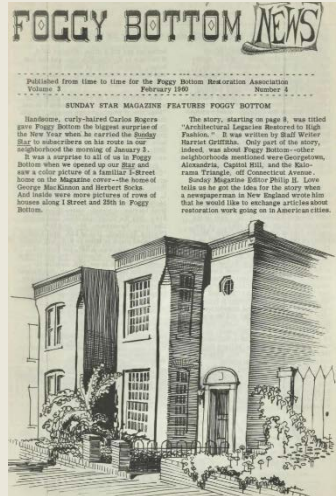 FOGGY BOTTOM NEWS
Published from time to time for the Foggy Bottom Restoration Association
Volume 3 February 1960 Number 4
SUNDAY STAR MAGAZINE FEATURES FOGGY BOTTOM
Handsome, curly-haired Carlos Rogers
gave Foggy Bottom the biggest surprise of
the New Year when he carried the Sunday
Star to subscribers on his route in our
neighborhood the morning of January 3.
It was a surprise to all of us in Foggy
Bottom when we opened up our Star and
saw a color picture of a familiar I-Street
home on the Magazine cover--the home of
George MacKinnon and Herbert Socks.
And inside were more pictures of rows of
houses along I Street and 25th in Foggy
Bottom.
The story, starting on page 8, was titled
"Architectural Legacies Restored to High
Fashion." It was written by Staff Writer
Harriet Griffiths. Only part of the story,
indeed, was about Foggy Bottom--other
neighborhoods mentioned were Georgetown,
Alexandria, Capitol Hill, and the Kalo-
rama Triangle, off Connecticut Avenue.
Sunday Magazine Editor Philip H. Love
tells us he got the idea for the story when
a newspaperman in New England wrote him
that he would like to exchange articles about
restoration work going on in American cities.